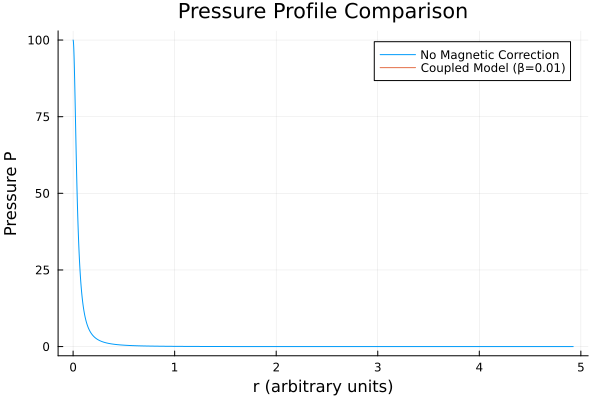 Pressure Profile Comparison
100
75
50
25
0
Pressure P
No Magnetic Correction
Coupled Model (β=0.01)
0 1 2 3 4 5
r (arbitrary units)